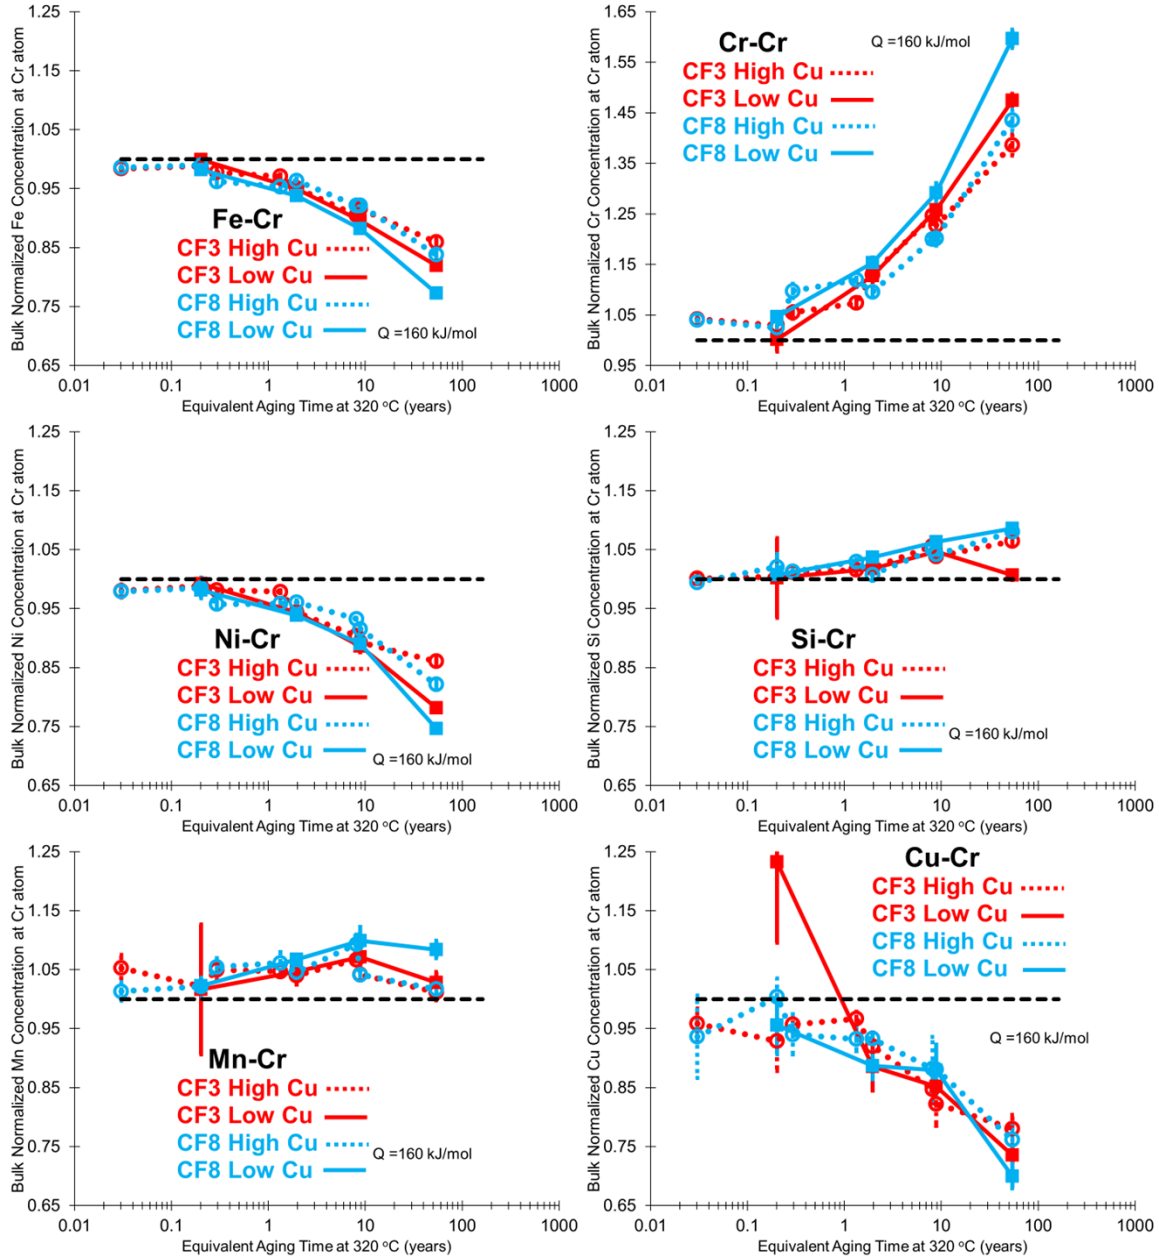 Bulk Normalized Fe Concentration at Cr atom
1.25
1.15
1.05
0.95
0.85
0.75
0.65
Fe-Cr
CF3 High Cu
CF3 Low Cu
CF8 High Cu
CF8 Low Cu
Q =160 kJ/mol
0.01 0.1 1 10 100 1000
Equivalent Aging Time at 320 °C (years)
Bulk Normalized Cr Concentration at Cr atom
1.65
1.55
1.45
1.35
1.25
1.15
1.05
0.95
Cr-Cr
Q =160 kJ/mol
CF3 High Cu
CF3 Low Cu
CF8 High Cu
CF8 Low Cu
0.01 0.1 1 10 100 1000
Equivalent Aging Time at 320 °C (years)
Bulk Normalized Ni Concentration at Cr atom
1.25
1.15
1.05
0.95
0.85
0.75
0.65
Ni-Cr
CF3 High Cu
CF3 Low Cu
CF8 High Cu
CF8 Low Cu
Q =160 kJ/mol
0.01 0.1 1 10 100 1000
Equivalent Aging Time at 320 °C (years)
Bulk Normalized Si Concentration at Cr atom
1.25
1.15
1.05
0.95
0.85
0.75
0.65
Si-Cr
CF3 High Cu
CF3 Low Cu
CF8 High Cu
CF8 Low Cu
Q =160 kJ/mol
0.01 0.1 1 10 100 1000
Equivalent Aging Time at 320 °C (years)
Bulk Normalized Mn Concentration at Cr atom
1.25
1.15
1.05
0.95
0.85
0.75
0.65
Mn-Cr
CF3 High Cu
CF3 Low Cu
CF8 High Cu
CF8 Low Cu
Q =160 kJ/mol
0.01 0.1 1 10 100 1000
Equivalent Aging Time at 320 °C (years)
Bulk Normalized Cu Concentration at Cr atom
1.25
1.15
1.05
0.95
0.85
0.75
0.65
Cu-Cr
CF3 High Cu
CF3 Low Cu
CF8 High Cu
CF8 Low Cu
Q =160 kJ/mol
0.01 0.1 1 10 100 1000
Equivalent Aging Time at 320 °C (years)